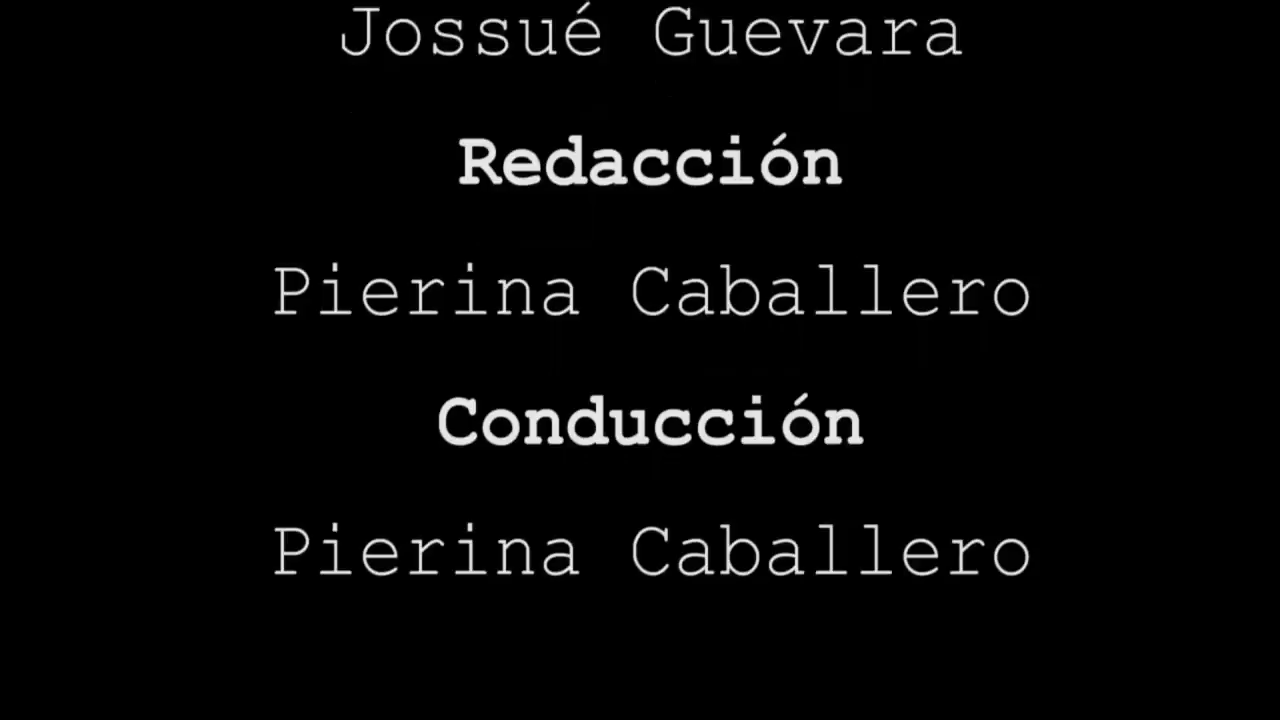 Jossué Guevara
Redacción
Pierina Caballero
Conducción
Pierina Caballero